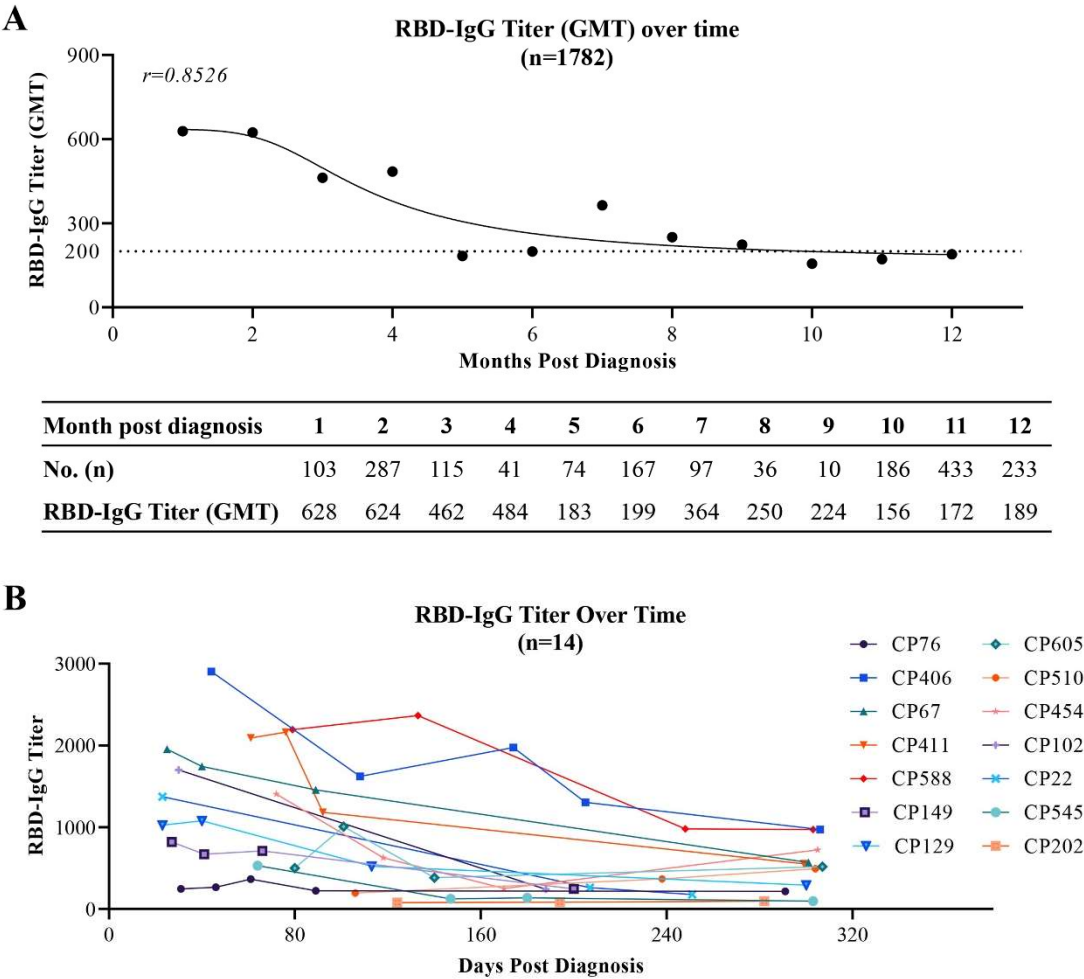 A
RBD-IgG Titer (GMT) over time
(n=1782)
r=0.8526
RBD-IgG Titer (GMT)
900
600
300
200
0
0 2 4 6 8 10 12
Months Post Diagnosis
Month post diagnosis 1 2 3 4 5 6 7 8 9 10 11 12
No. (n) 103 287 115 41 74 167 97 36 10 186 433 233
RBD-IgG Titer (GMT) 628 624 462 484 183 199 364 250 224 156 172 189
B
RBD-IgG Titer Over Time
(n=14)
RBD-IgG Titer
3000
2000
1000
0
0 80 160 240 320
Days Post Diagnosis
CP76 CP605
CP406 CP510
CP67 CP454
CP411 CP102
CP588 CP22
CP149 CP545
CP129 CP202